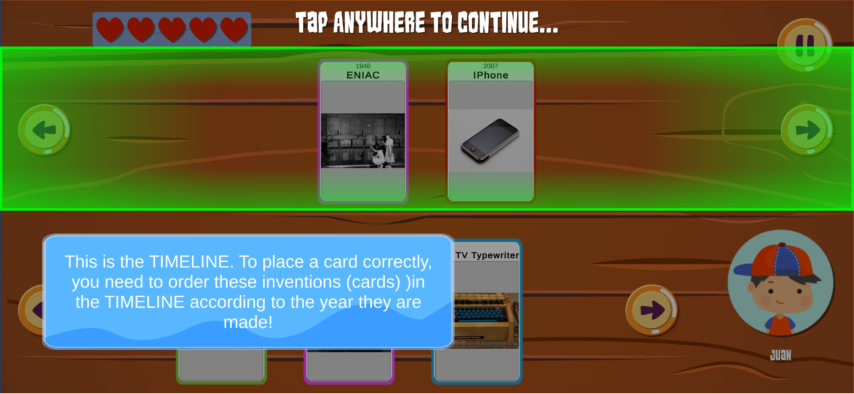 TAP ANYWHERE TO CONTINUE...
1946
ENIAC
2007
IPhone
This is the TIMELINE. To place a card correctly,
you need to order these inventions (cards) )in
the TIMELINE according to the year they are
made!
TV Typewriter
JUAN